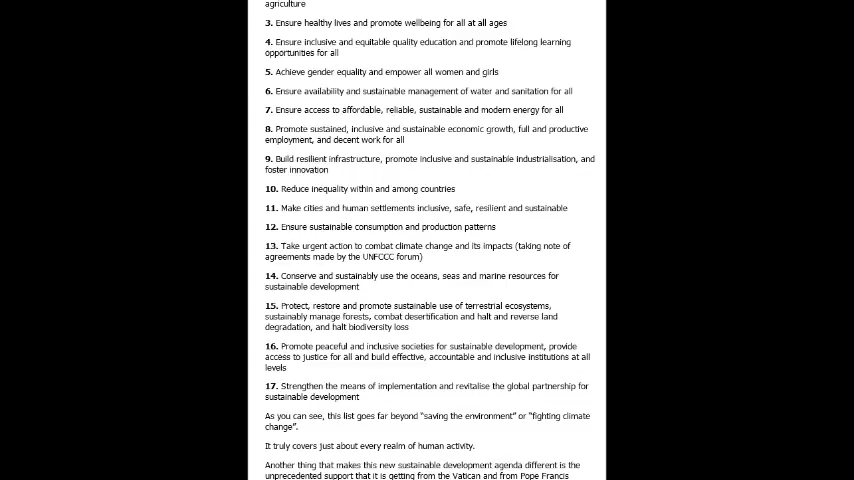 agriculture
3. Ensure healthy lives and promote wellbeing for all at all ages
4. Ensure inclusive and equitable quality education and promote lifelong learning
opportunities for all
5. Achieve gender equality and empower all women and girls
6. Ensure availability and sustainable management of water and sanitation for all
7. Ensure access to affordable, reliable, sustainable and modern energy for all
8. Promote sustained, inclusive and sustainable economic growth, full and productive
employment, and decent work for all
9. Build resilient infrastructure, promote inclusive and sustainable industrialisation, and
foster innovation
10. Reduce inequality within and among countries
11. Make cities and human settlements inclusive, safe, resilient and sustainable
12. Ensure sustainable consumption and production patterns
13. Take urgent action to combat climate change and its impacts (taking note of
agreements made by the UNFCCC forum)
14. Conserve and sustainably use the oceans, seas and marine resources for
sustainable development
15. Protect, restore and promote sustainable use of terrestrial ecosystems,
sustainably manage forests, combat desertification and halt and reverse land
degradation, and halt biodiversity loss
16. Promote peaceful and inclusive societies for sustainable development, provide
access to justice for all and build effective, accountable and inclusive institutions at all
levels
17. Strengthen the means of implementation and revitalise the global partnership for
sustainable development
As you can see, this list goes far beyond “saving the environment” or “fighting climate
change”.
It truly covers just about every realm of human activity.
Another thing that makes this new sustainable development agenda different is the
unprecedented support that it is getting from the Vatican and from Pope Francis